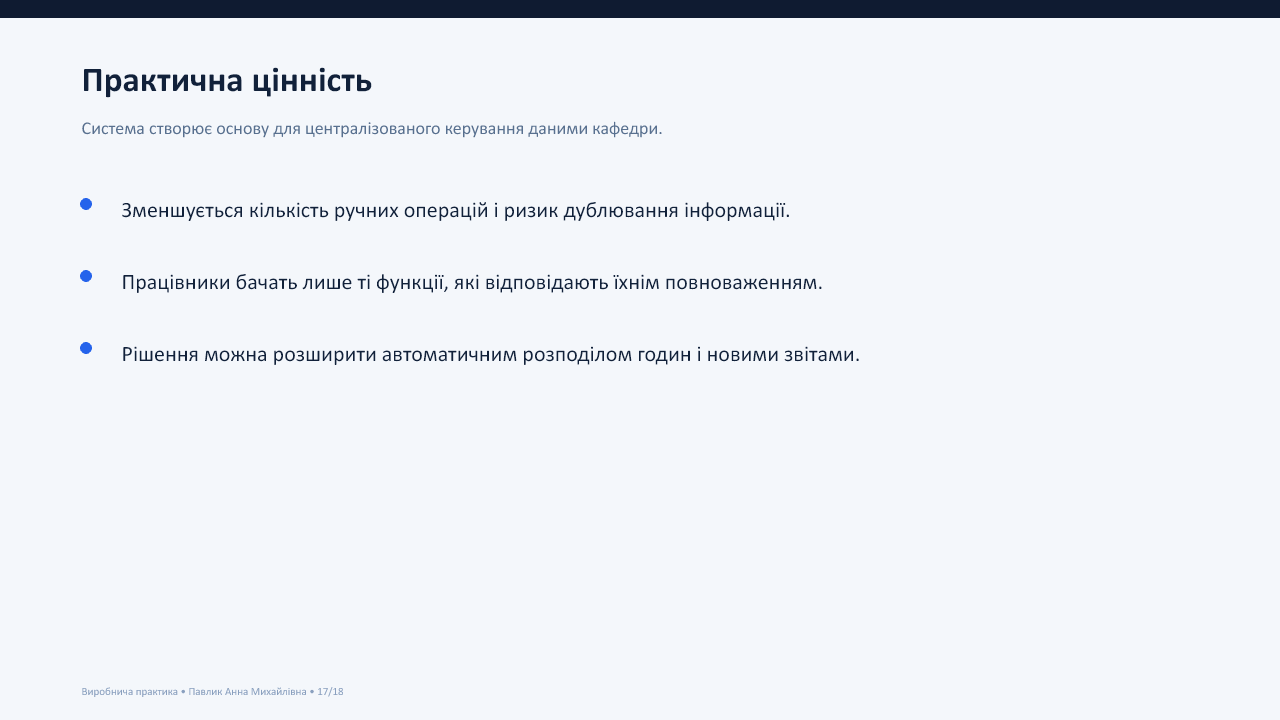 Практична цінність
Система створює основу для централізованого керування даними кафедри.
Зменшується кількість ручних операцій і ризик дублювання інформації.
Працівники бачать лише ті функції, які відповідають їхнім повноваженням.
Рішення можна розширити автоматичним розподілом годин і новими звітами.
Виробнича практика • Павлик Анна Михайлівна • 17/18